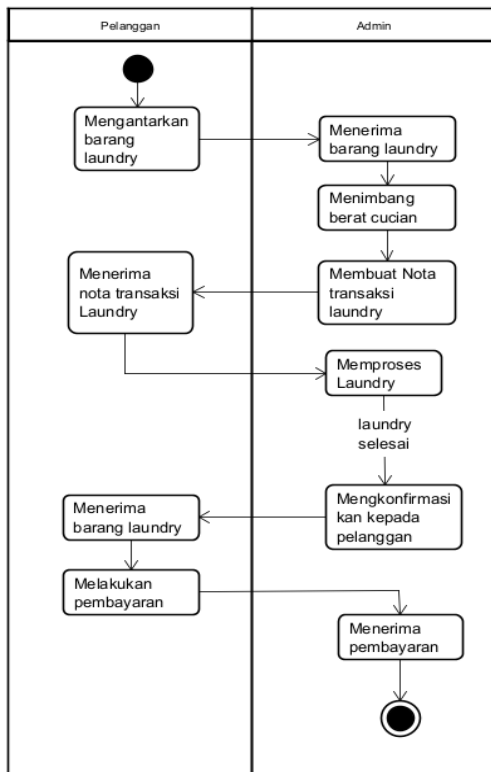 Pelanggan
Admin
Mengantarkan
barang
laundry
Menerima
barang laundry
Menimbang
berat cucian
Membuat Nota
transaksi
laundry
Menerima
nota transaksi
Laundry
Memproses
Laundry
laundry
selesai
Mengkonfirmasi
kan kepada
pelanggan
Menerima
barang laundry
Melakukan
pembayaran
Menerima
pembayaran